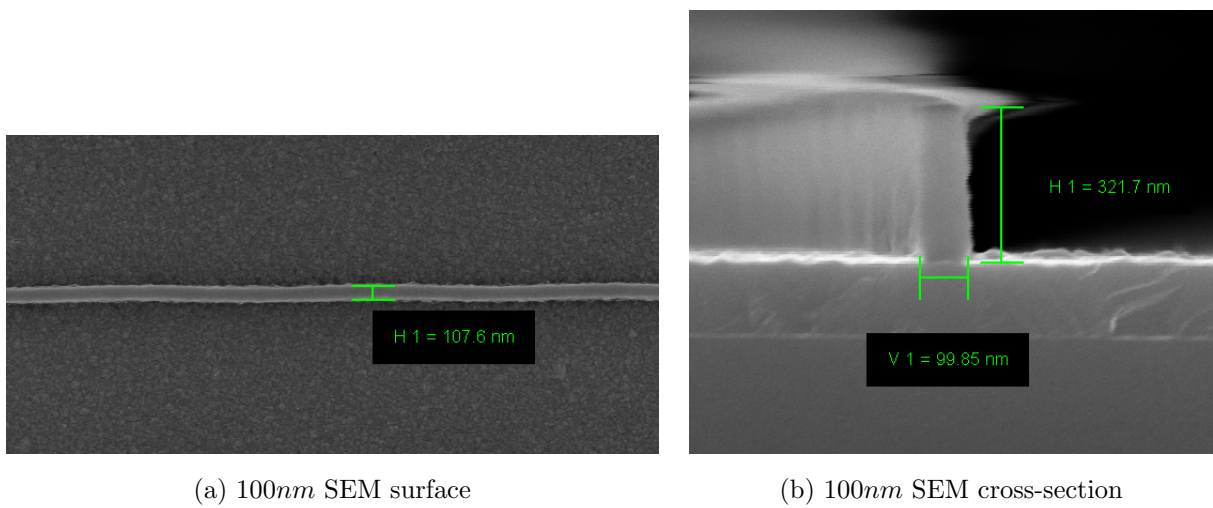 H 1 = 107.6 nm
H 1 = 321.7 nm
V 1 = 99.85 nm
(a) 100nm SEM surface
(b) 100nm SEM cross-section